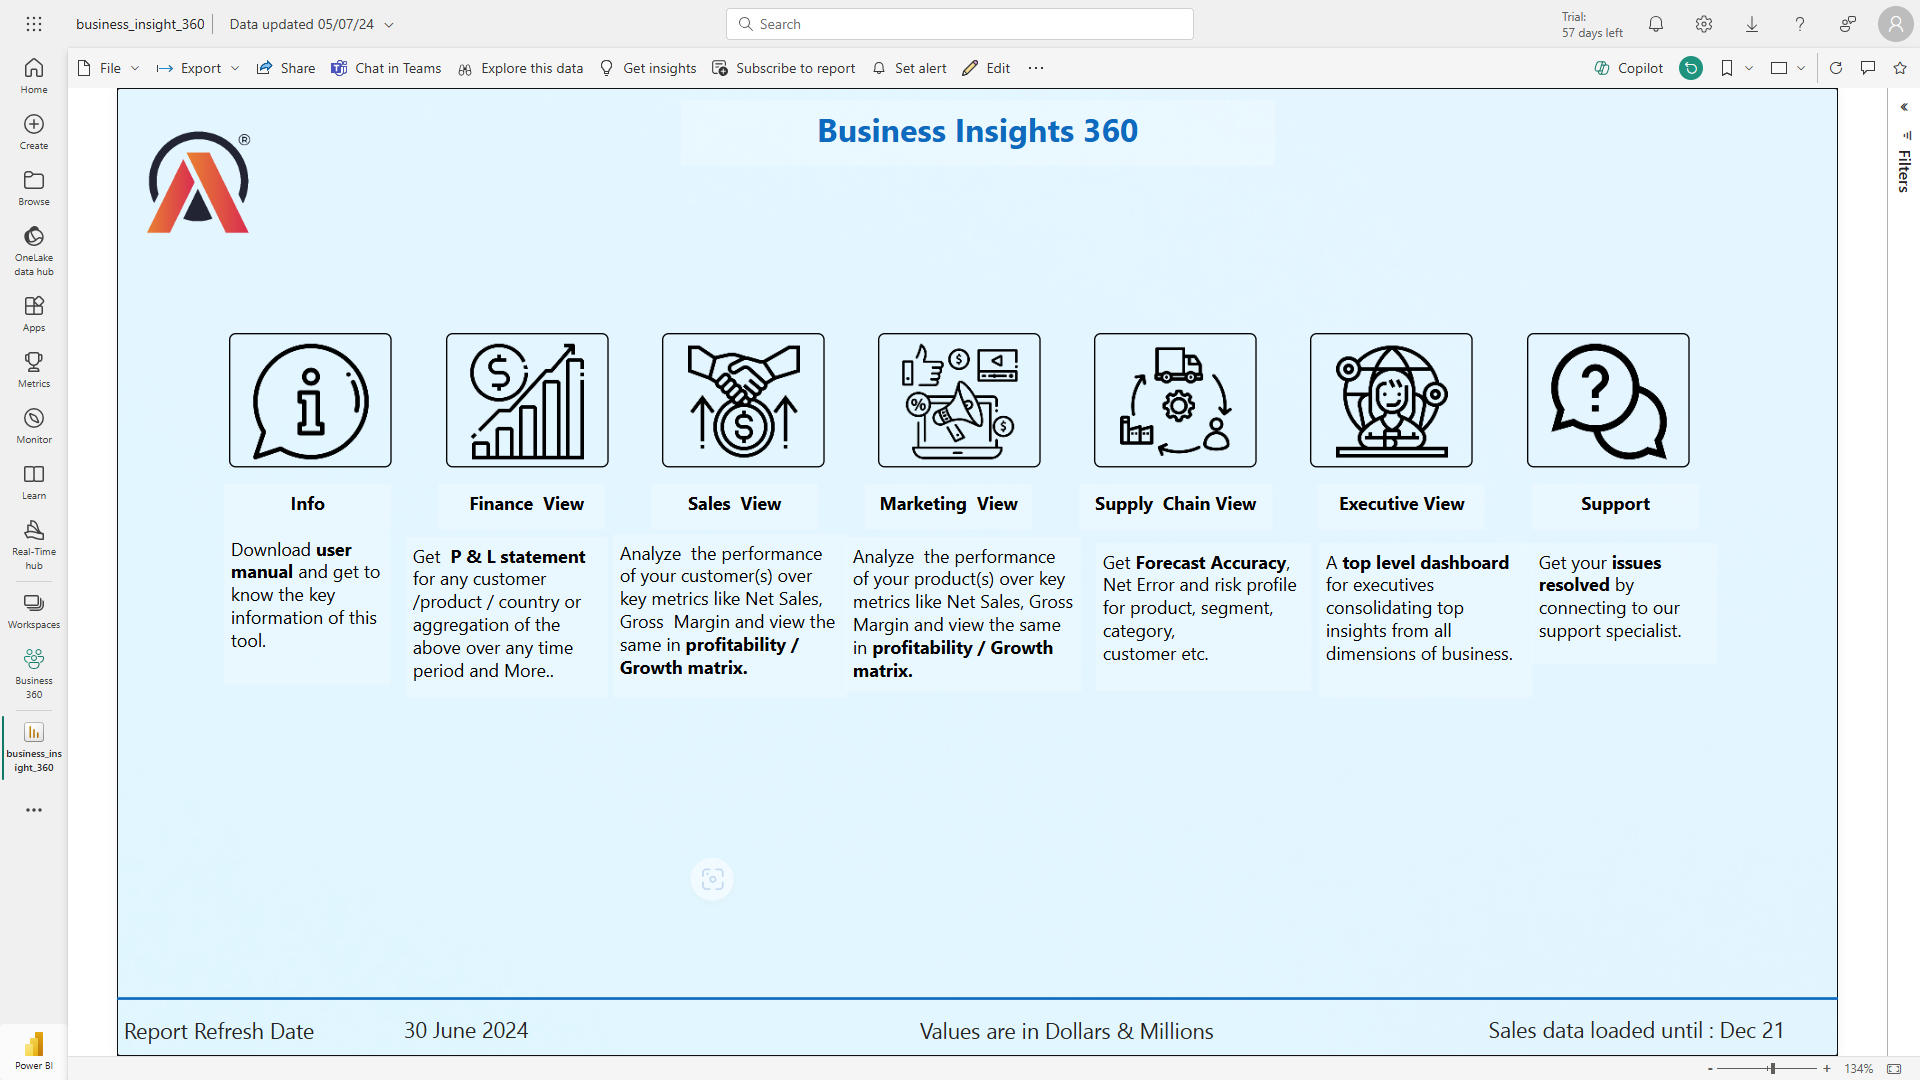 business_insight_360
Data updated 05/07/24
Search
Trial:
57 days left
File
Export
Share
Chat in Teams
Explore this data
Get insights
Subscribe to report
Set alert
Edit
Copilot
Home
Create
Browse
OneLake
data hub
Apps
Metrics
Monitor
Learn
Real-Time
hub
Workspaces
Business
360
business_ins
ight_360
Power BI
Filters
®
Business Insights 360
Info
Download user
manual and get to
know the key
information of this
tool.
Finance View
Get P & L statement
for any customer
/product / country or
aggregation of the
above over any time
period and More..
Sales View
Analyze the performance
of your customer(s) over
key metrics like Net Sales,
Gross Margin and view the
same in profitability /
Growth matrix.
Marketing View
Analyze the performance
of your product(s) over key
metrics like Net Sales, Gross
Margin and view the same
in profitability / Growth
matrix.
Supply Chain View
Get Forecast Accuracy,
Net Error and risk profile
for product, segment,
category,
customer etc.
Executive View
A top level dashboard
for executives
consolidating top
insights from all
dimensions of business.
Support
Get your issues
resolved by
connecting to our
support specialist.
Report Refresh Date
30 June 2024
Values are in Dollars & Millions
Sales data loaded until : Dec 21
- + 134%